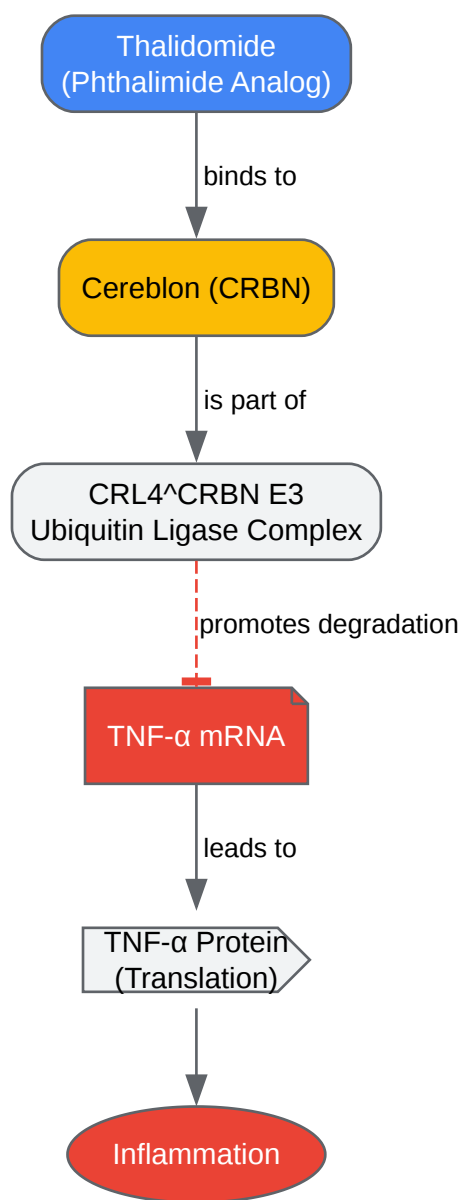 Thalidomide
(Phthalimide Analog)
binds to
Cereblon (CRBN)
is part of
CRL4^CRBN E3
Ubiquitin Ligase Complex
promotes degradation
TNF-α mRNA
leads to
TNF-α Protein
(Translation)
Inflammation